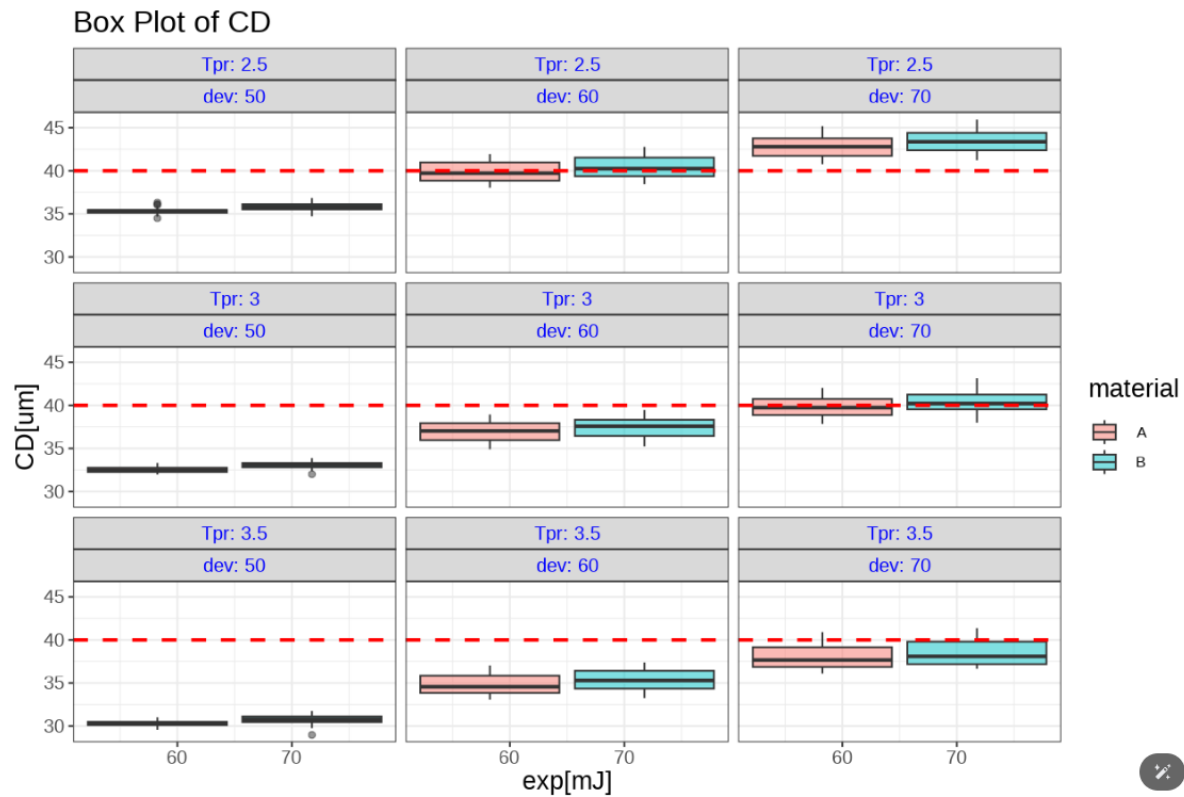 Box Plot of CD
Tpr: 2.5
Tpr: 2.5
Tpr: 2.5
dev: 50
dev: 60
dev: 70
45
40
35
30
Tpr: 3
Tpr: 3
Tpr: 3
dev: 50
dev: 60
dev: 70
45
40
35
30
CD[um]
material
A
B
Tpr: 3.5
Tpr: 3.5
Tpr: 3.5
dev: 50
dev: 60
dev: 70
45
40
35
30
60
70
60
70
60
70
exp[mJ]